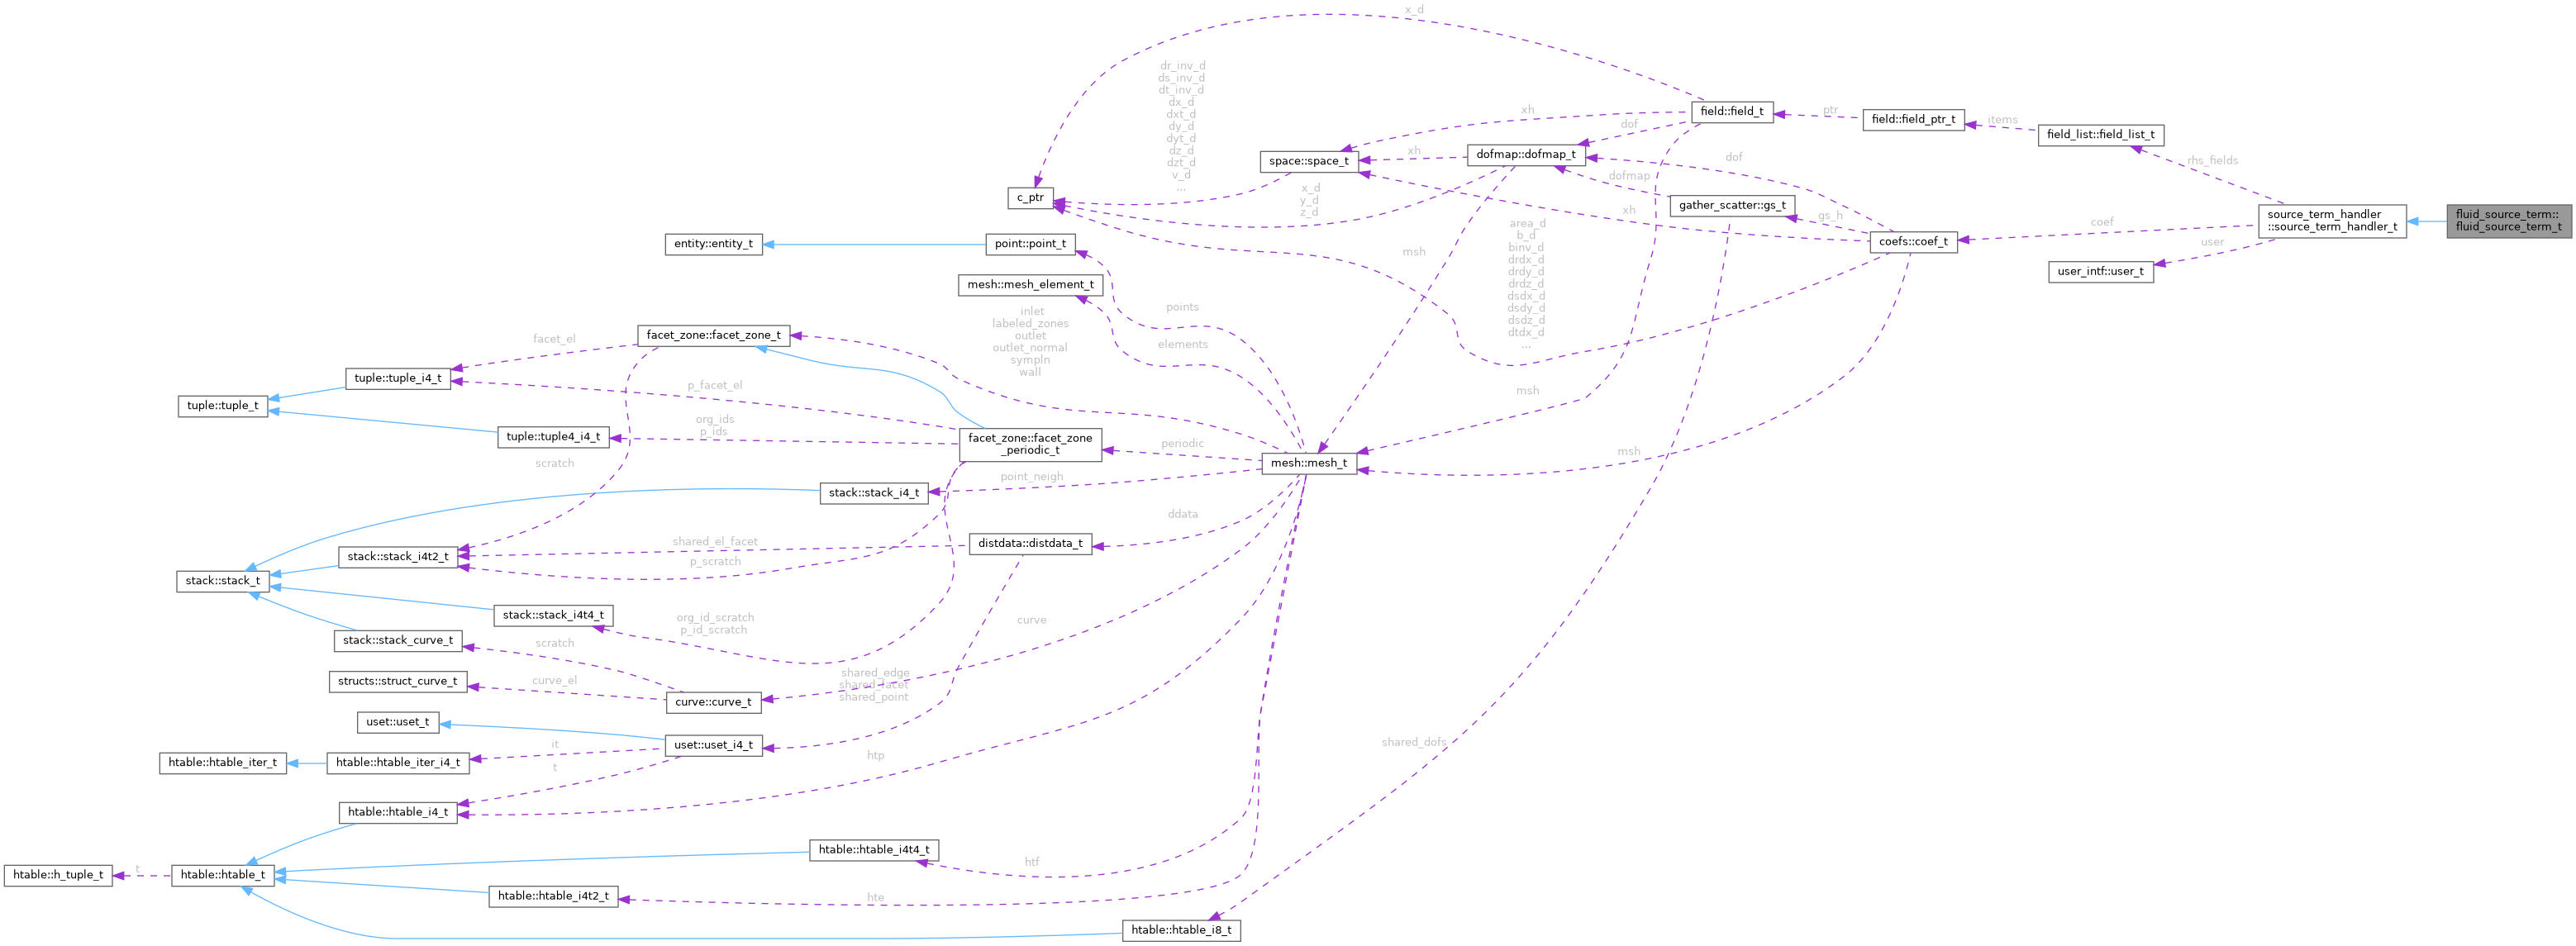 x_d
dr_inv_d
ds_inv_d
dt_inv_d
dx_d
dxt_d
dy_d
dyt_d
dz_d
dzt_d
v_d
...
field::field_t
ptr
field::field_ptr_t
items
field_list::field_list_t
xh
dof
dofmap::dofmap_t
xh
space::space_t
dof
rhs_fields
dofmap
c_ptr
x_d
y_d
z_d
gather_scatter::gs_t
xh
gs_h
coef
source_term_handler
::source_term_handler_t
fluid_source_term::
fluid_source_term_t
user
coefs::coef_t
user_intf::user_t
entity::entity_t
point::point_t
msh
area_d
b_d
binv_d
drdx_d
drdy_d
drdz_d
dsdx_d
dsdy_d
dsdz_d
dtdx_d
...
mesh::mesh_element_t
points
elements
inlet
labeled_zones
outlet
outlet_normal
sympln
wall
facet_zone::facet_zone_t
facet_el
tuple::tuple_i4_t
p_facet_el
msh
tuple::tuple_t
org_ids
p_ids
tuple::tuple4_i4_t
facet_zone::facet_zone
_periodic_t
periodic
mesh::mesh_t
msh
scratch
point_neigh
stack::stack_i4_t
ddata
distdata::distdata_t
shared_el_facet
p_scratch
stack::stack_i4t2_t
stack::stack_t
stack::stack_i4t4_t
org_id_scratch
p_id_scratch
curve
stack::stack_curve_t
scratch
structs::struct_curve_t
curve_el
shared_edge
shared_facet
shared_point
curve::curve_t
uset::uset_t
uset::uset_i4_t
it
t
htable::htable_iter_t
htable::htable_iter_i4_t
htp
shared_dofs
htable::htable_i4_t
htable::htable_i4t4_t
htf
htable::h_tuple_t
t
htable::htable_t
htable::htable_i4t2_t
hte
htable::htable_i8_t